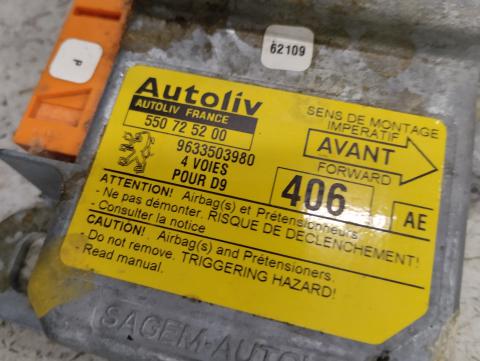 62109
P
Autoliv
AUTOLIV FRANCE
550 72 52 00
9633503980
4 VOIES
POUR D9
SENS DE MONTAGE
IMPERATIF
AVANT
FORWARD
406
AE
ATTENTION! Airbag(s) et Prétensionneurs
- Ne pas démonter. RISQUE DE DECLENCHEMENT!
- Consulter la notice
CAUTION! Airbag(s) and Pretensioners
- Do not remove. TRIGGERING HAZARD!
- Read manual.